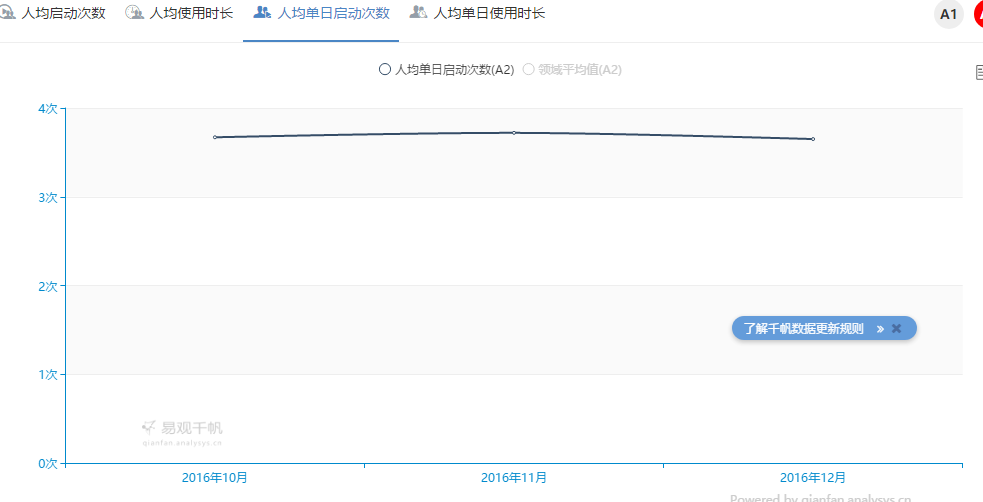 人均启动次数 人均使用时长 人均单日启动次数 人均单日使用时长 A1
人均单日启动次数(A2) 领域平均值(A2)
4次
3次
2次
了解千帆数据更新规则 »
1次
易观千帆
qianfan.analysys.cn
0次
2016年10月 2016年11月 2016年12月
Powered by qianfan.analysys.cn